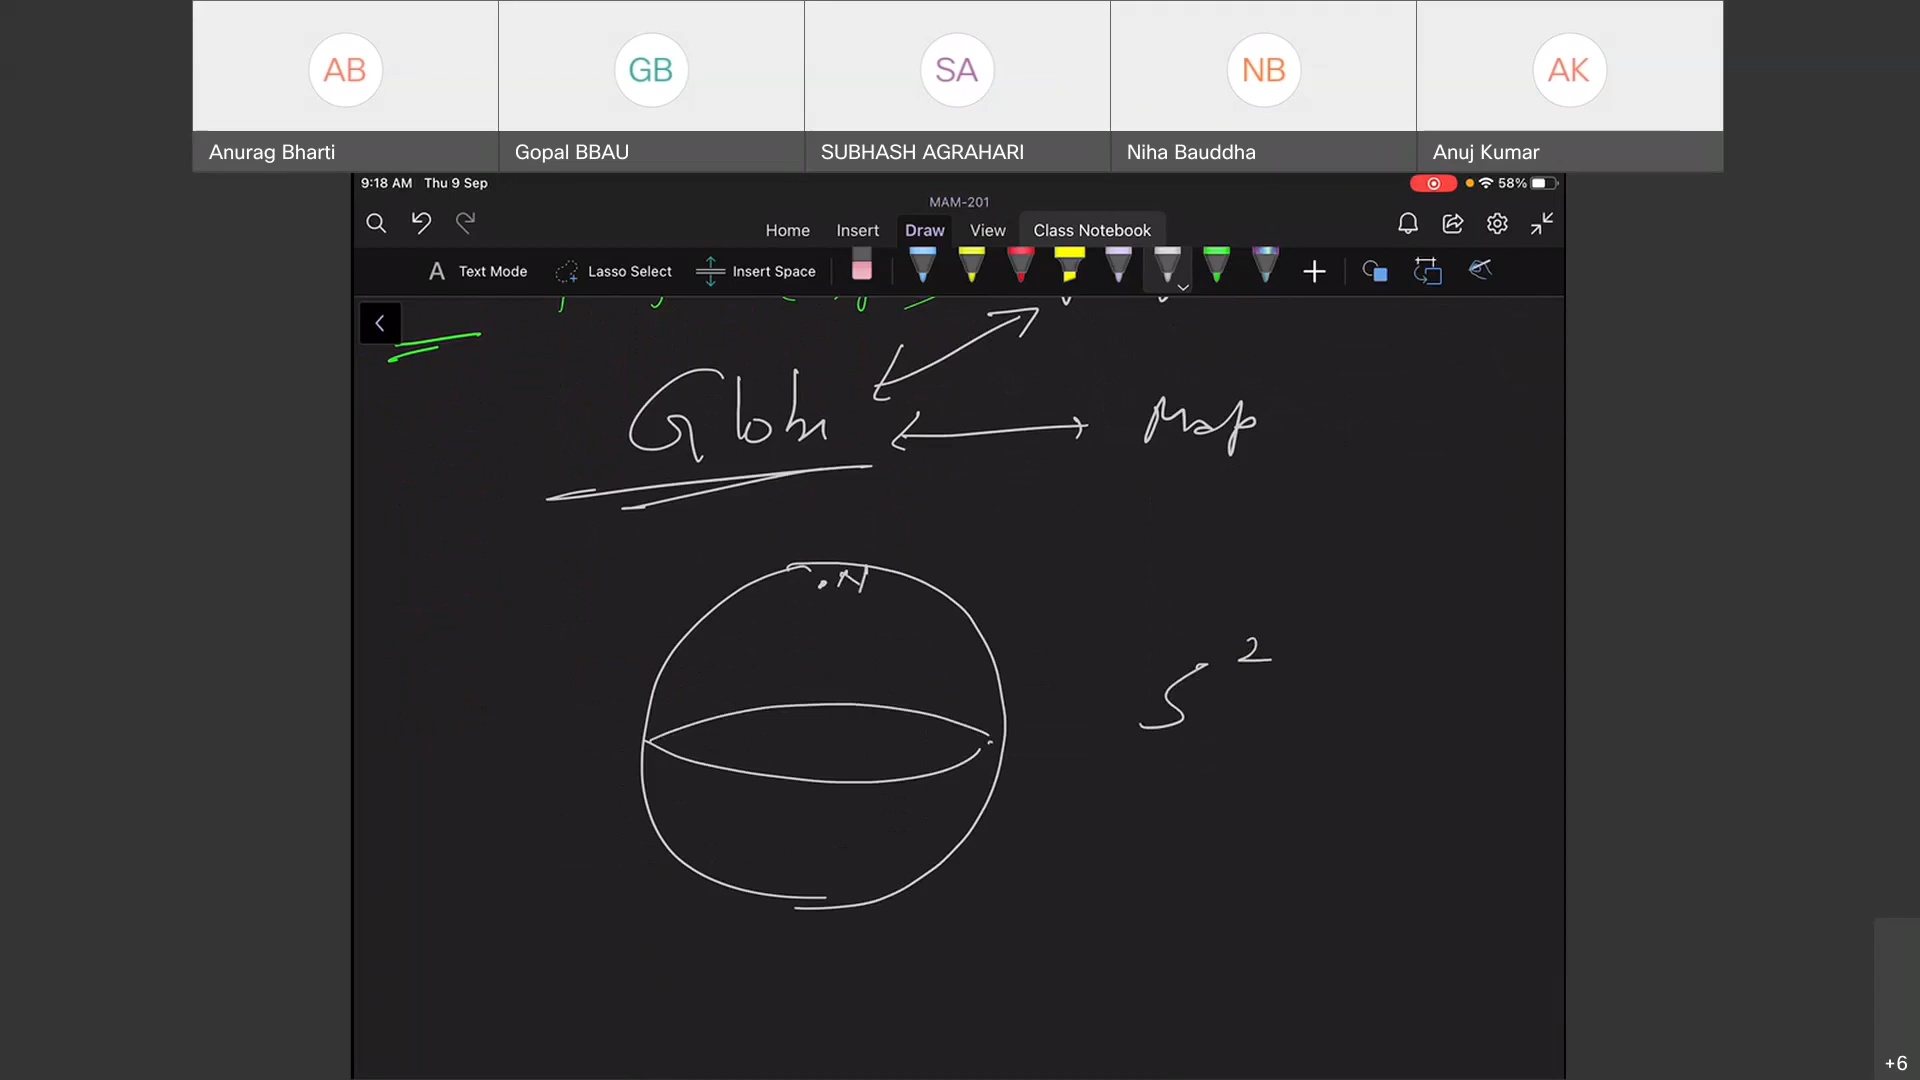 AB GB SA NB AK
Anurag Bharti Gopal BBAU SUBHASH AGRAHARI Niha Bauddha Anuj Kumar
9:18 AM Thu 9 Sep 58%
MAM-201
Home Insert Draw View Class Notebook
A Text Mode Lasso Select Insert Space
Globe Map
.N
S 2
+6